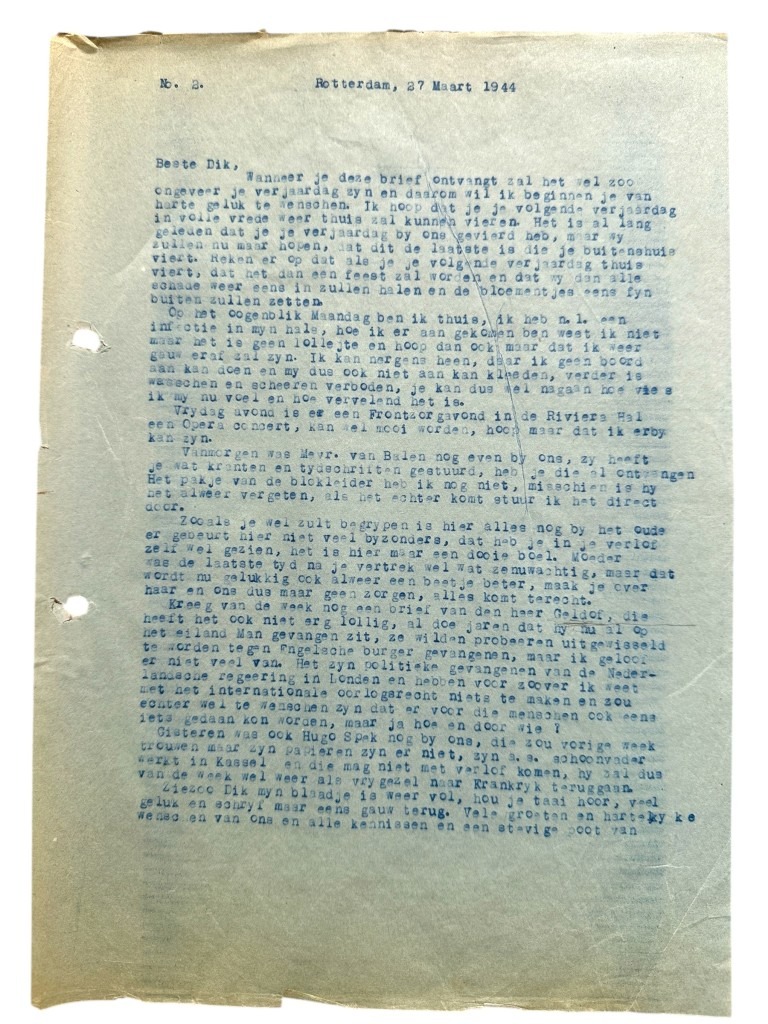 No. 2. Rotterdam, 27 Maart 1944
Beste Dik,
Wanneer je deze brief ontvangt zal het wel zoo
ongeveer je verjaardag zyn en daarom wil ik beginnen je van
harte geluk te wenschen. Ik hoop dat je je volgende verjaardag
in volle vrede weer thuis zal kunnen vieren. Het is al lang
geleden dat je je verjaardag by ons gevierd heb, maar wy
zullen nu maar hopen, dat dit de laatste is die je buitenshuis
viert. Reken er op dat als je je volgende verjaardag thuis
viert, dat het dan een feest zal worden en dat wy dan alle
schade weer eens in zullen halen en de bloemetjes eens fyn
buiten zullen zetten.
Op het oogenblik Maandag ben ik thuis, ik heb n.l. een
infectie in myn hals, hoe ik er aan gekomen ben weet ik niet
maar het is geen lolletje en hoop dan ook maar dat ik weer
gauw eraf zal zyn. Ik kan nergens heen, daar ik geen boord
aan kan doen en my dus ook niet aan kan kleeden, verder is
wasschen en scheeren verboden, je kan dus wel nagaan hoe vies
ik my nu voel en hoe vervelend het is.
Vrydag avond is er een Frontzorgavond in de Riviera Hal
een Opera concert, kan wel mooi worden, hoop maar dat ik erby
kan zyn.
Vanmorgen was Mevr. van Balen nog even by ons, zy heeft
je wat kranten en tydschriften gestuurd, heb je die al ontvangen
Het pakje van de blokleider heb ik nog niet, misschien is hy
het alweer vergeten, als het echter komt stuur ik het direct
door.
Zooals je wel zult begrypen is hier alles nog by het oude
er gebeurt hier niet veel byzonders, dat heb je in je verlof
zelf wel gezien, het is hier maar een dooie boel. Moeder
was de laatste tyd na je vertrek wel wat zenuwachtig, maar dat
wordt nu gelukkig ook alweer een beetje beter, maak je over
haar en ons dus maar geen zorgen, alles komt terecht.
Kreeg van de week nog een brief van den heer Geldof, die
heeft het ook niet erg lollig, al doe jaren dat hy nu al op
het eiland Man gevangen zit, ze wilden probeeren uitgewisseld
te worden tegen Engelsche burger gevangenen, maar ik geloof
er niet veel van. Het zyn politieke gevangenen van de Neder-
landsche regeering in Londen en hebben voor zoover ik weet
met het internationale oorlogsrecht niets te maken en zou
echter wel te wenschen zyn dat er voor die menschen ook eens
iets gedaan kon worden, maar ja hoe en door wie ?
Gisteren was ook Hugo Spek nog by ons, die zou vorige week
trouwen maar zyn papieren zyn er niet, zyn a.s. schoonvader
werkt in Kassel en die mag niet met verlof komen, hy zal dus
van de week wel weer als vrygezel naar Frankryk teruggaan.
Ziezoo Dik myn blaadje is weer vol, hou je taai hoor, veel
geluk en schryf maar eens gauw terug. Vele groeten en hartelyke
wenschen van ons en alle kennissen en een stevige poot van